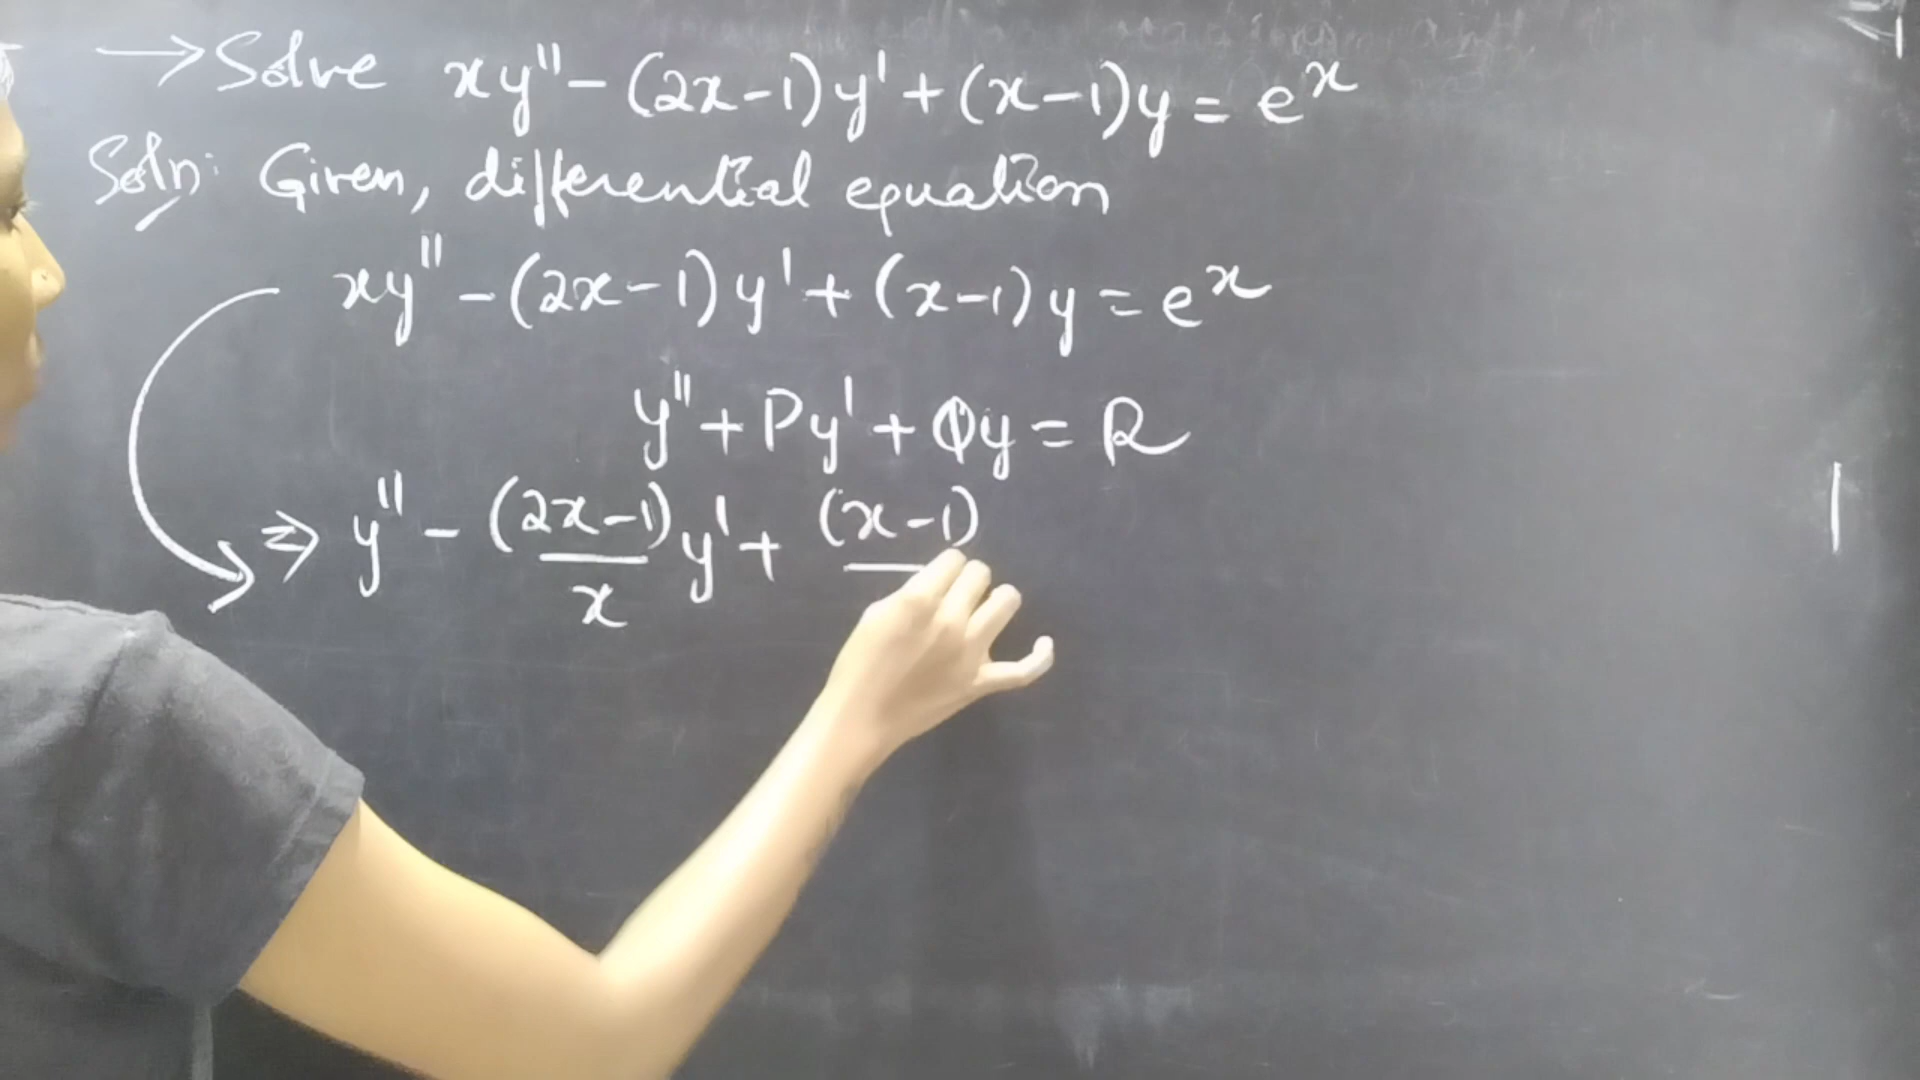 → Solve xy'' - (2x-1)y' + (x-1)y = e^x
Soln: Given, differential equation
xy'' - (2x-1)y' + (x-1)y = e^x
y'' + Py' + Qy = R
⇒ y'' - (2x-1)/x y' + (x-1)